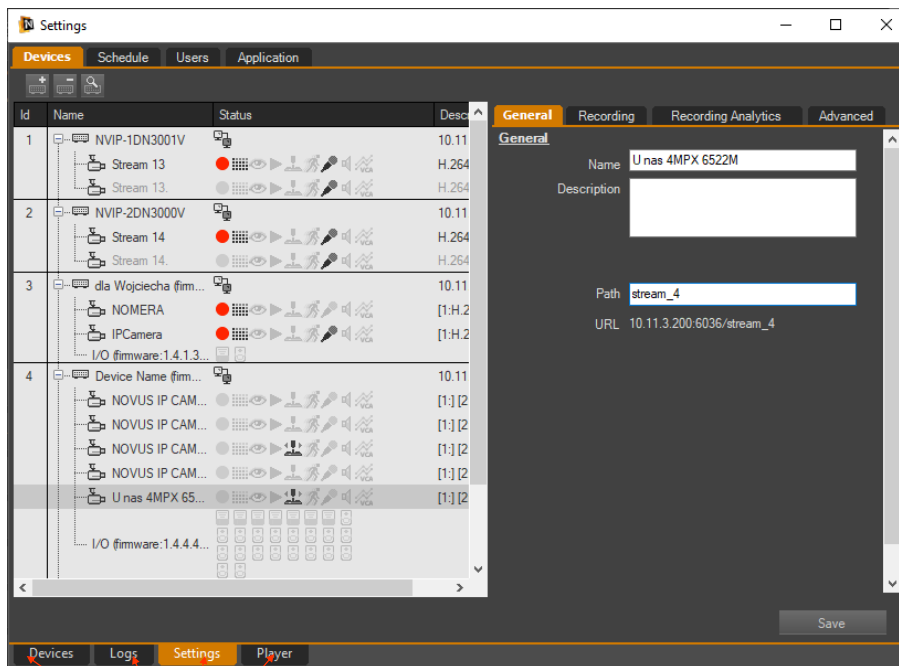 Settings
Devices Schedule Users Application
Id Name Status Desc
General Recording Recording Analytics Advanced
1 NVIP-1DN3001V 10.11
Stream 13 H.264
Stream 13. H.264
2 NVIP-2DN3000V 10.11
Stream 14 H.264
Stream 14. H.264
3 dla Wojciecha (firm... 10.11
NOMERA [1:H.2
IPCamera [1:H.2
I/O (firmware:1.4.1.3...
4 Device Name (firm... 10.11
NOVUS IP CAM... [1:] [2
NOVUS IP CAM... [1:] [2
NOVUS IP CAM... [1:] [2
NOVUS IP CAM... [1:] [2
U nas 4MPX 65... [1:] [2
I/O (firmware:1.4.4.4...
General
Name U nas 4MPX 6522M
Description
Path stream_4
URL 10.11.3.200:6036/stream_4
Save
Devices Logs Settings Player